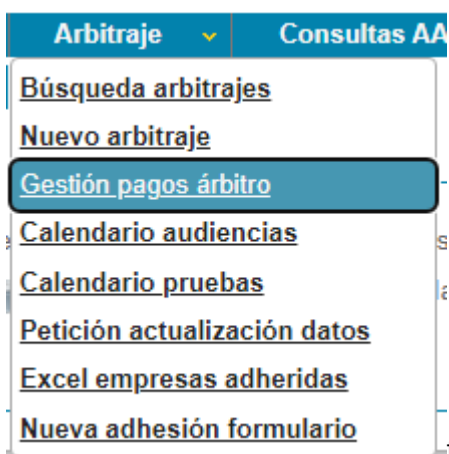 Arbitraje Consultas AA
Búsqueda arbitrajes
Nuevo arbitraje
Gestión pagos árbitro
Calendario audiencias
Calendario pruebas
Petición actualización datos
Excel empresas adheridas
Nueva adhesión formulario